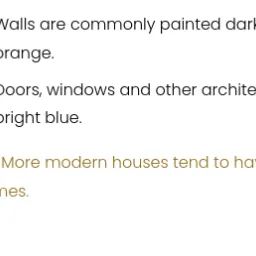 Walls are commonly painted dark
orange.
Doors, windows and other archite
bright blue.
More modern houses tend to hav
mes.